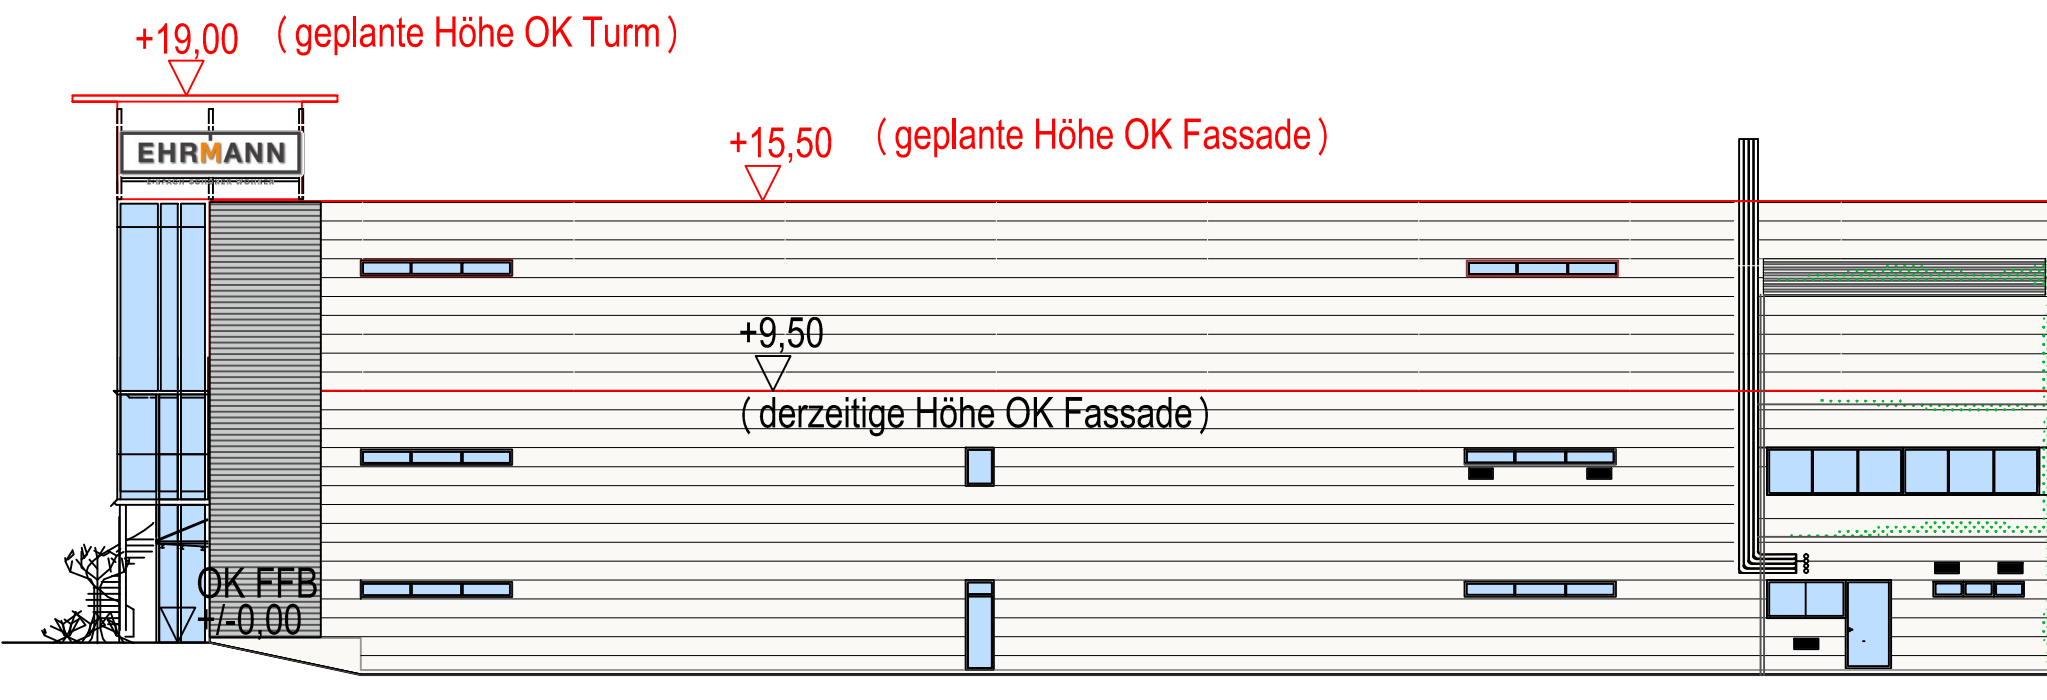 +19,00 ( geplante Höhe OK Turm )
+15,50 ( geplante Höhe OK Fassade )
EHRMANN
+9,50
( derzeitige Höhe OK Fassade )
OK FFB
+/-0,00